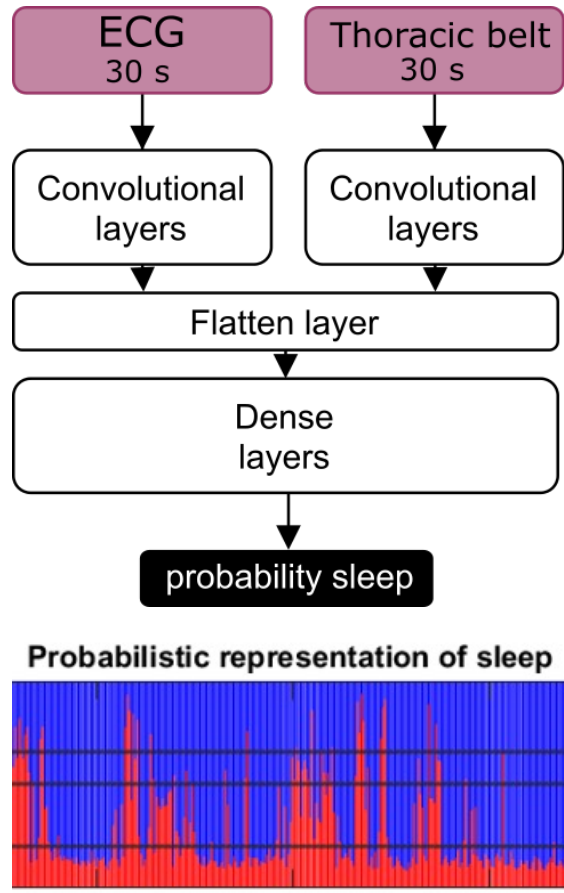 ECG
30 s
Thoracic belt
30 s
Convolutional
layers
Convolutional
layers
Flatten layer
Dense
layers
probability sleep
Probabilistic representation of sleep